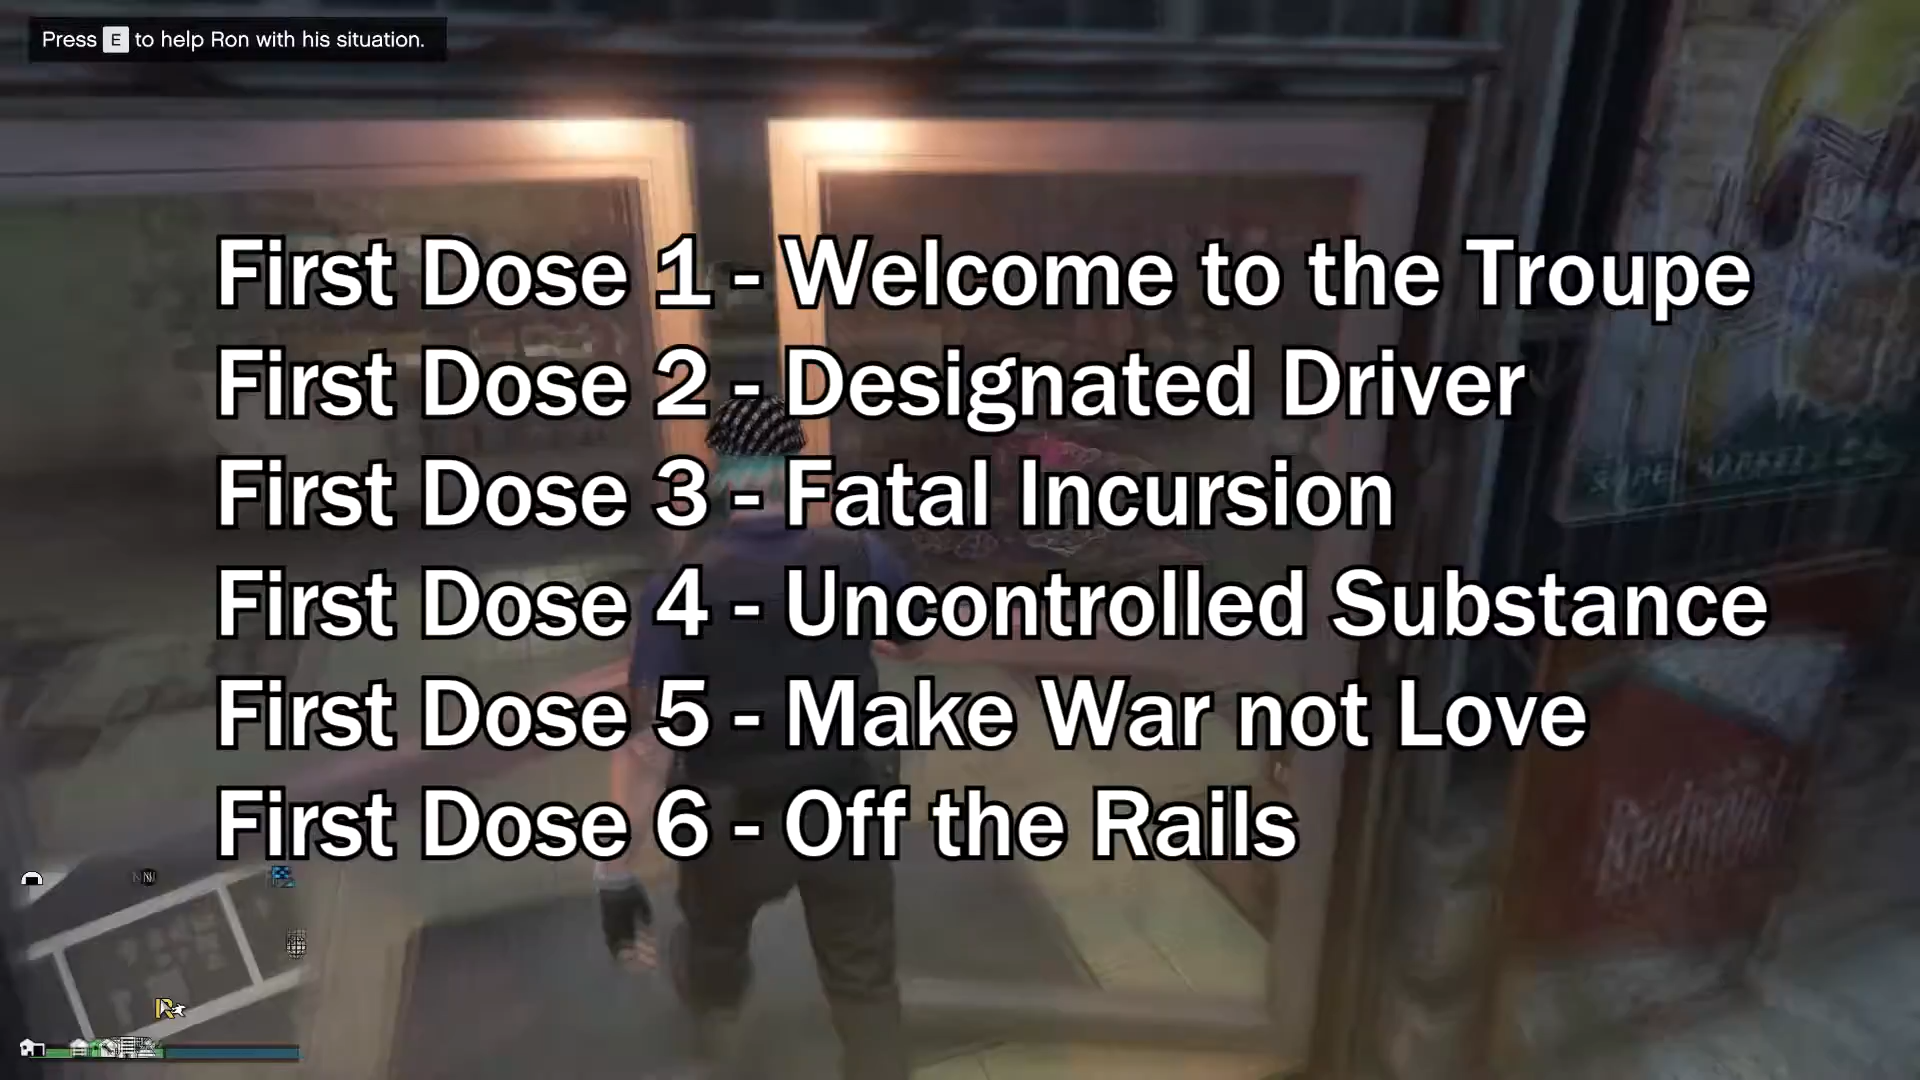 Press E to help Ron with his situation.
First Dose 1 - Welcome to the Troupe
First Dose 2 - Designated Driver
First Dose 3 - Fatal Incursion
First Dose 4 - Uncontrolled Substance
First Dose 5 - Make War not Love
First Dose 6 - Off the Rails
SUPERMARKET
R